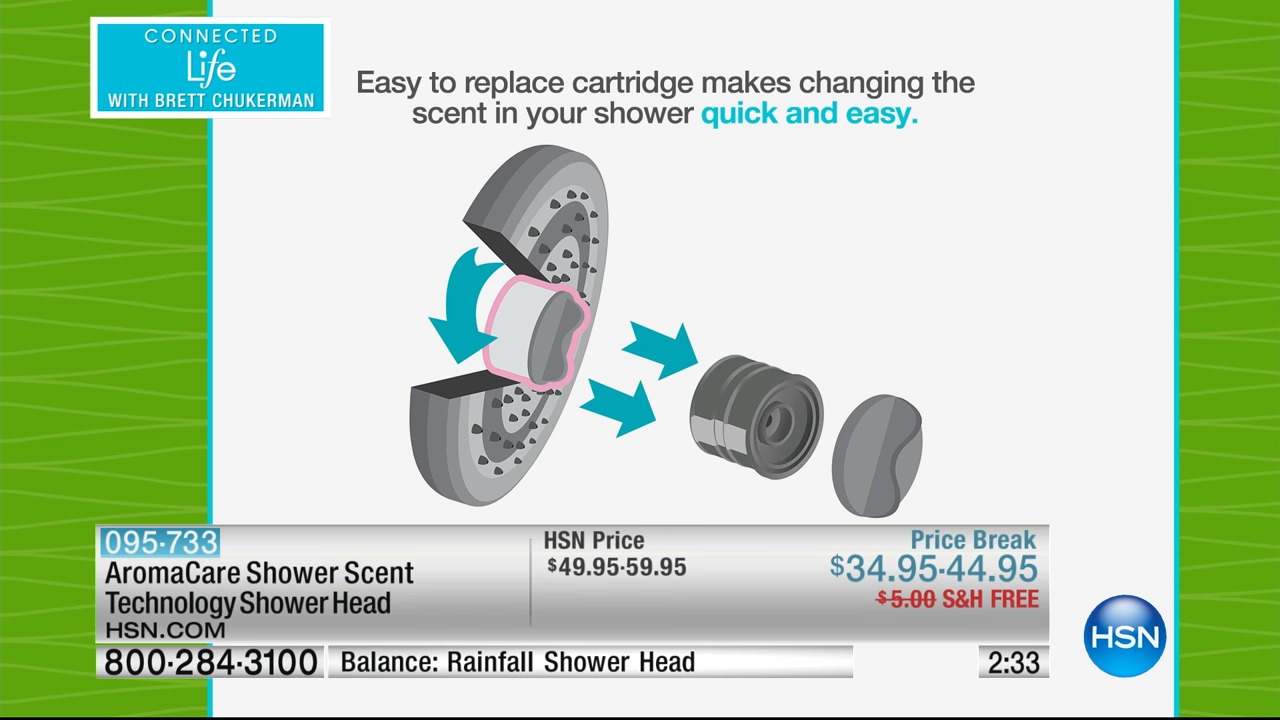 CONNECTED
Life
WITH BRETT CHUKERMAN
Easy to replace cartridge makes changing the
scent in your shower quick and easy.
095·733
AromaCare Shower Scent
Technology Shower Head
HSN.COM
HSN Price
$49.95-59.95
Price Break
$34.95-44.95
$5.00 S&H FREE
HSN
800·284·3100
Balance: Rainfall Shower Head
2:33